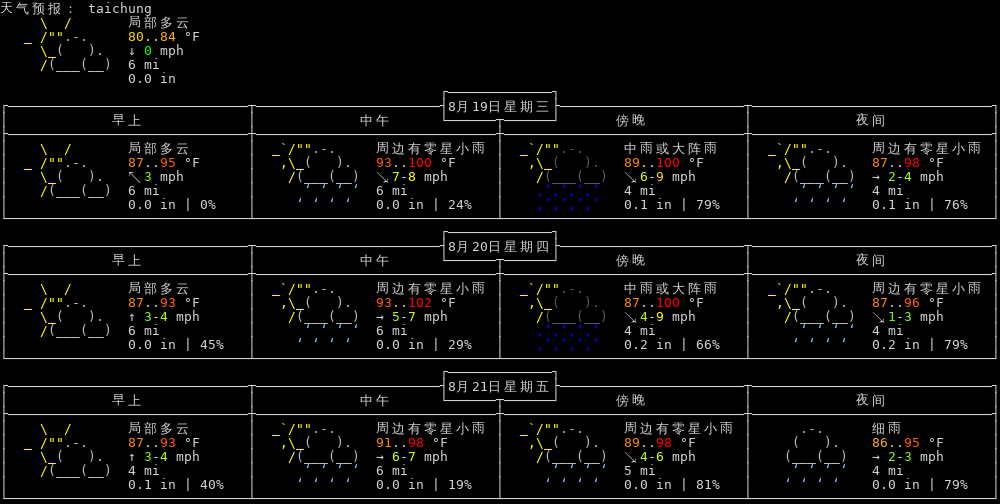 天气预报： taichung
局部多云
80..84 °F
↓ 0 mph
6 mi
0.0 in
8月19日星期三
早上 中午 傍晚 夜间
局部多云 周边有零星小雨 中雨或大阵雨 周边有零星小雨
87..95 °F 93..100 °F 89..100 °F 87..98 °F
↖ 3 mph ↘ 7-8 mph ↘ 6-9 mph → 2-4 mph
6 mi 6 mi 4 mi 4 mi
0.0 in | 0% 0.0 in | 24% 0.1 in | 79% 0.1 in | 76%
8月20日星期四
早上 中午 傍晚 夜间
局部多云 周边有零星小雨 中雨或大阵雨 周边有零星小雨
87..93 °F 93..102 °F 87..100 °F 87..96 °F
↑ 3-4 mph → 5-7 mph ↘ 4-9 mph ↘ 1-3 mph
6 mi 6 mi 4 mi 4 mi
0.0 in | 45% 0.0 in | 29% 0.2 in | 66% 0.2 in | 79%
8月21日星期五
早上 中午 傍晚 夜间
局部多云 周边有零星小雨 周边有零星小雨 细雨
87..93 °F 91..98 °F 89..98 °F 86..95 °F
↑ 3-4 mph → 6-7 mph ↘ 4-6 mph → 2-3 mph
4 mi 6 mi 5 mi 4 mi
0.1 in | 40% 0.0 in | 19% 0.0 in | 81% 0.0 in | 79%